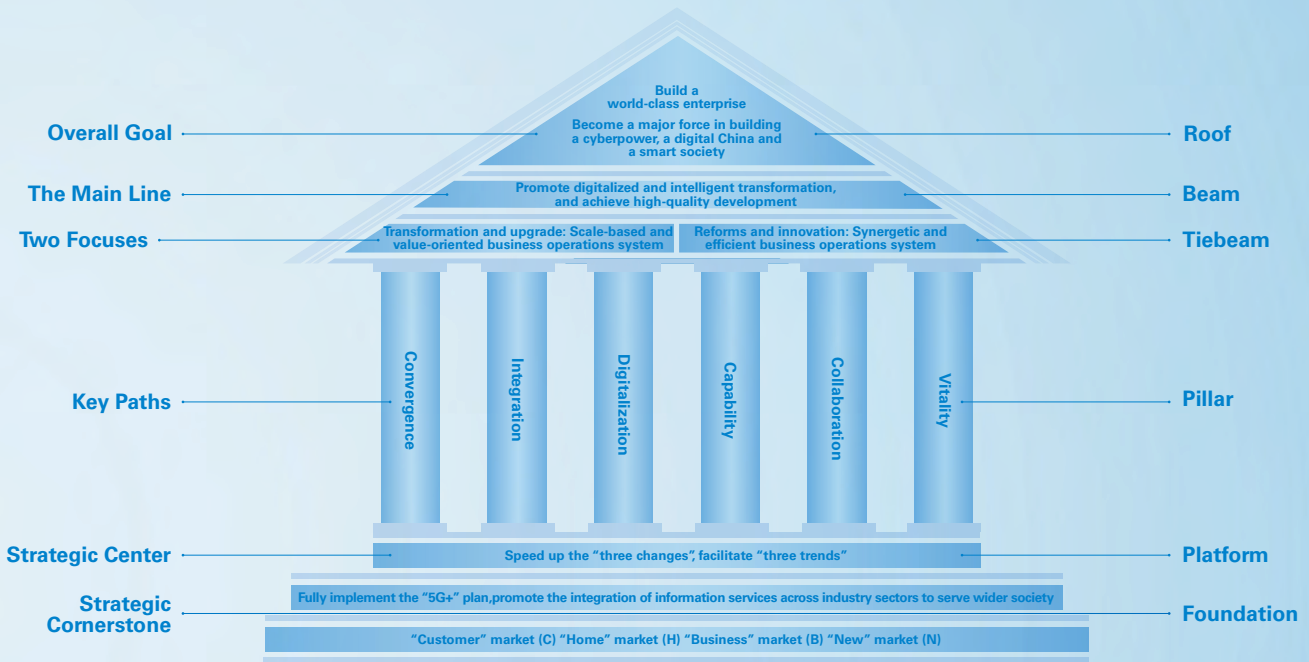 Build a
world-class enterprise
Become a major force in building
a cyberpower, a digital China and
a smart society
Overall Goal
Roof
The Main Line
Promote digitalized and intelligent transformation,
and achieve high-quality development
Beam
Two Focuses
Transformation and upgrade: Scale-based and
value-oriented business operations system
Reforms and innovation: Synergetic and
efficient business operations system
Tiebeam
Key Paths
Convergence
Integration
Digitalization
Capability
Collaboration
Vitality
Pillar
Strategic Center
Speed up the “three changes”, facilitate “three trends”
Platform
Strategic
Cornerstone
Fully implement the “5G+” plan,promote the integration of information services across industry sectors to serve wider society
Foundation
“Customer” market (C) “Home” market (H) “Business” market (B) “New” market (N)